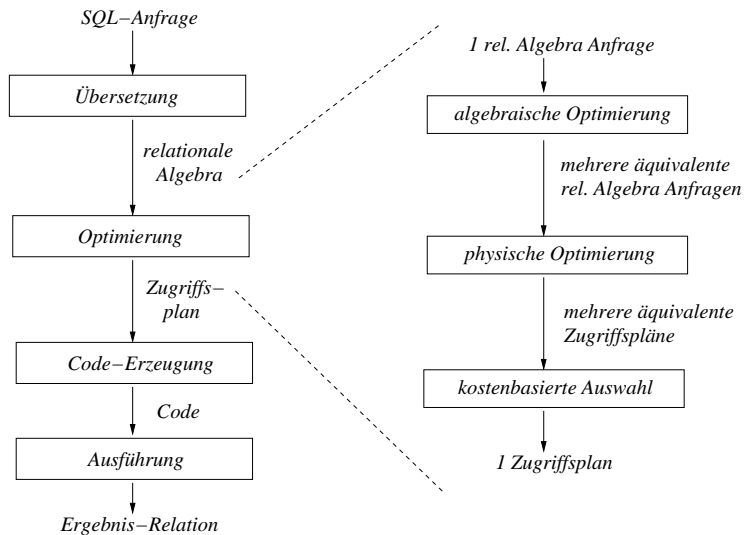 SQL−Anfrage
Übersetzung
relationale
Algebra
Optimierung
Zugriffs−
plan
Code−Erzeugung
Code
Ausführung
Ergebnis−Relation
1 rel. Algebra Anfrage
algebraische Optimierung
mehrere äquivalente
rel. Algebra Anfragen
physische Optimierung
mehrere äquivalente
Zugriffspläne
kostenbasierte Auswahl
1 Zugriffsplan